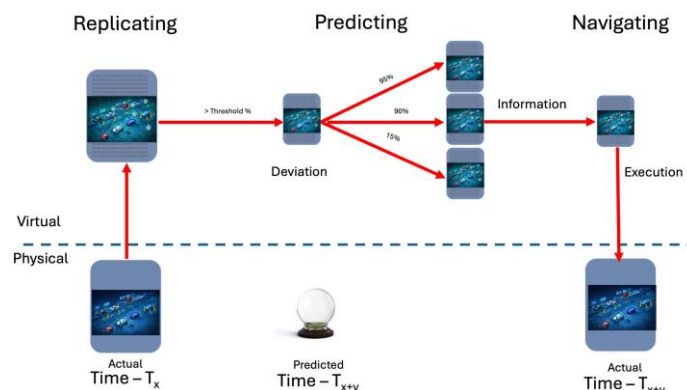 Replicating
Predicting
Navigating
> Threshold %
95%
90%
15%
Information
Deviation
Execution
Virtual
Physical
Actual
Time – Tx
Predicted
Time – Tx+y
Actual
Time – Tx+y